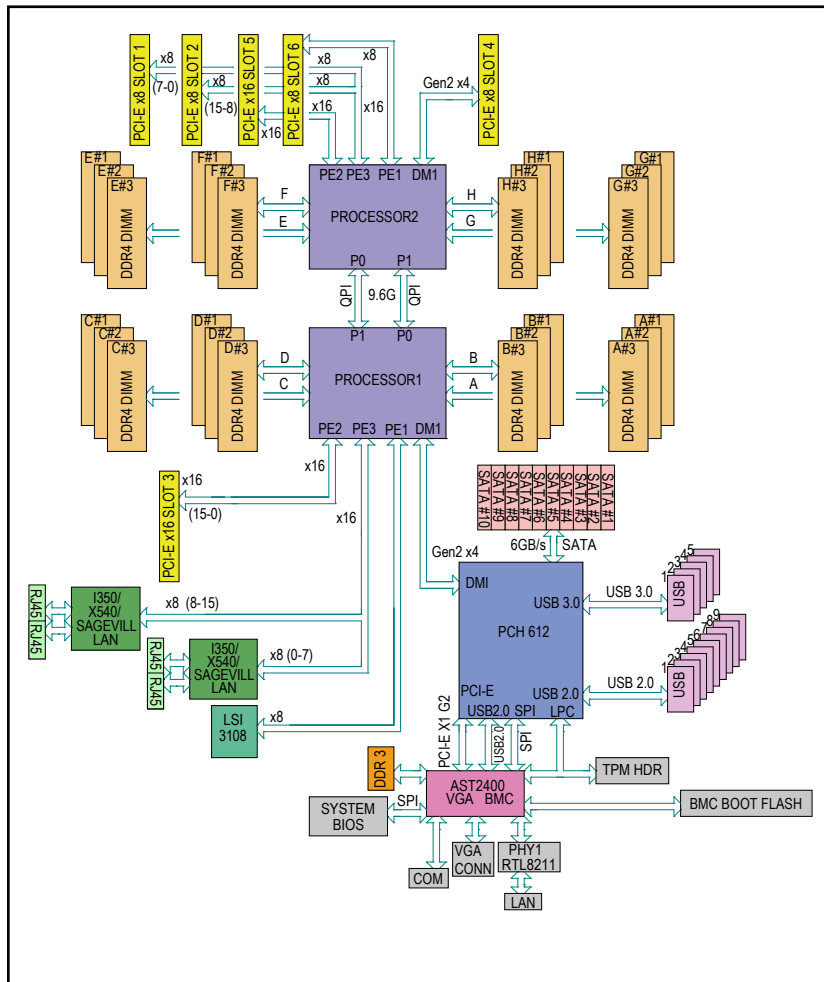 PCI-E x8 SLOT 1
PCI-E x8 SLOT 2
PCI-E x16 SLOT 5
PCI-E x8 SLOT 6
PCI-E x8 SLOT 4
x8
(7-0)
x8
(15-8)
x16
x8
x8
x8
x16
x8
x16
Gen2 x4
E#1
E#2
E#3
DDR4 DIMM
F#1
F#2
F#3
DDR4 DIMM
F
E
PE2 PE3 PE1 DM1
PROCESSOR2
P0 P1
H
G
H#1
H#2
H#3
DDR4 DIMM
G#1
G#2
G#3
DDR4 DIMM
QPI
9.6G
QPI
C#1
C#2
C#3
DDR4 DIMM
D#1
D#2
D#3
DDR4 DIMM
D
C
P1 P0
PROCESSOR1
PE2 PE3 PE1 DM1
B
A
B#1
B#2
B#3
DDR4 DIMM
A#1
A#2
A#3
DDR4 DIMM
PCI-E x16 SLOT 3
x16
(15-0)
x16
x16
SATA #10
SATA #9
SATA #8
SATA #7
SATA #6
SATA #5
SATA #4
SATA #3
SATA #2
SATA #1
6GB/s
SATA
Gen2 x4
DMI
USB 3.0
PCH 612
PCI-E
USB 2.0
USB2.0 SPI LPC
USB 3.0
1
2
3
4
5
USB
USB 2.0
1
2
3
4
5
6
7
8
9
USB
RJ45
RJ45
I350/
X540/
SAGEVILL
LAN
x8 (8-15)
RJ45
RJ45
I350/
X540/
SAGEVILL
LAN
x8 (0-7)
LSI
3108
x8
PCI-E X1 G2
USB2.0
SPI
DDR 3
AST2400
VGA BMC
TPM HDR
BMC BOOT FLASH
SYSTEM
BIOS
SPI
COM
VGA
CONN
PHY1
RTL8211
LAN